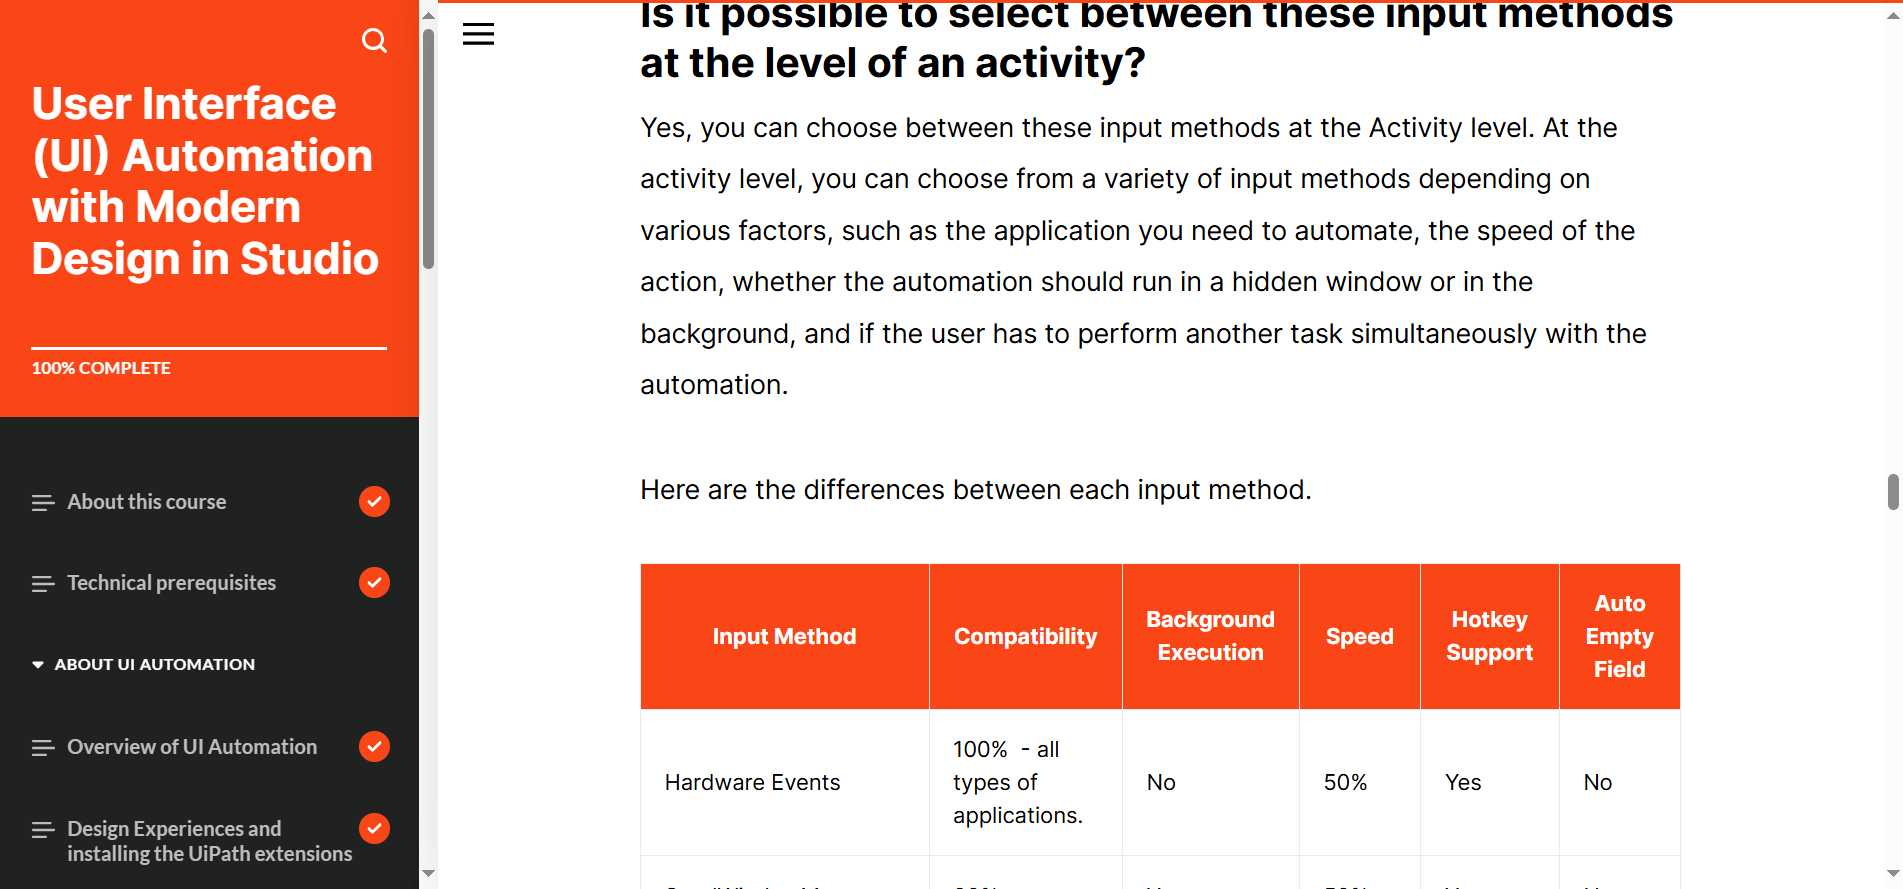 User Interface
(UI) Automation
with Modern
Design in Studio
100% COMPLETE
About this course
Technical prerequisites
ABOUT UI AUTOMATION
Overview of UI Automation
Design Experiences and
installing the UiPath extensions
Is it possible to select between these input methods
at the level of an activity?
Yes, you can choose between these input methods at the Activity level. At the
activity level, you can choose from a variety of input methods depending on
various factors, such as the application you need to automate, the speed of the
action, whether the automation should run in a hidden window or in the
background, and if the user has to perform another task simultaneously with the
automation.
Here are the differences between each input method.
Input Method
Compatibility
Background
Execution
Speed
Hotkey
Support
Auto
Empty
Field
Hardware Events
100%  - all
types of
applications.
No
50%
Yes
No